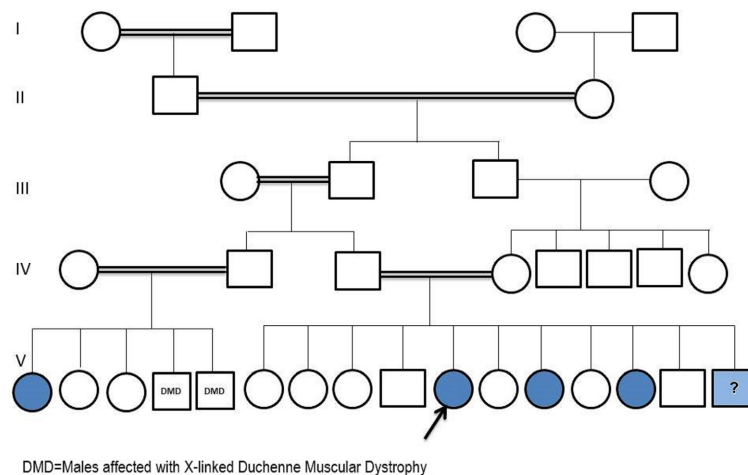 I
II
III
IV
V
DMD DMD ?
DMD=Males affected with X-linked Duchenne Muscular Dystrophy